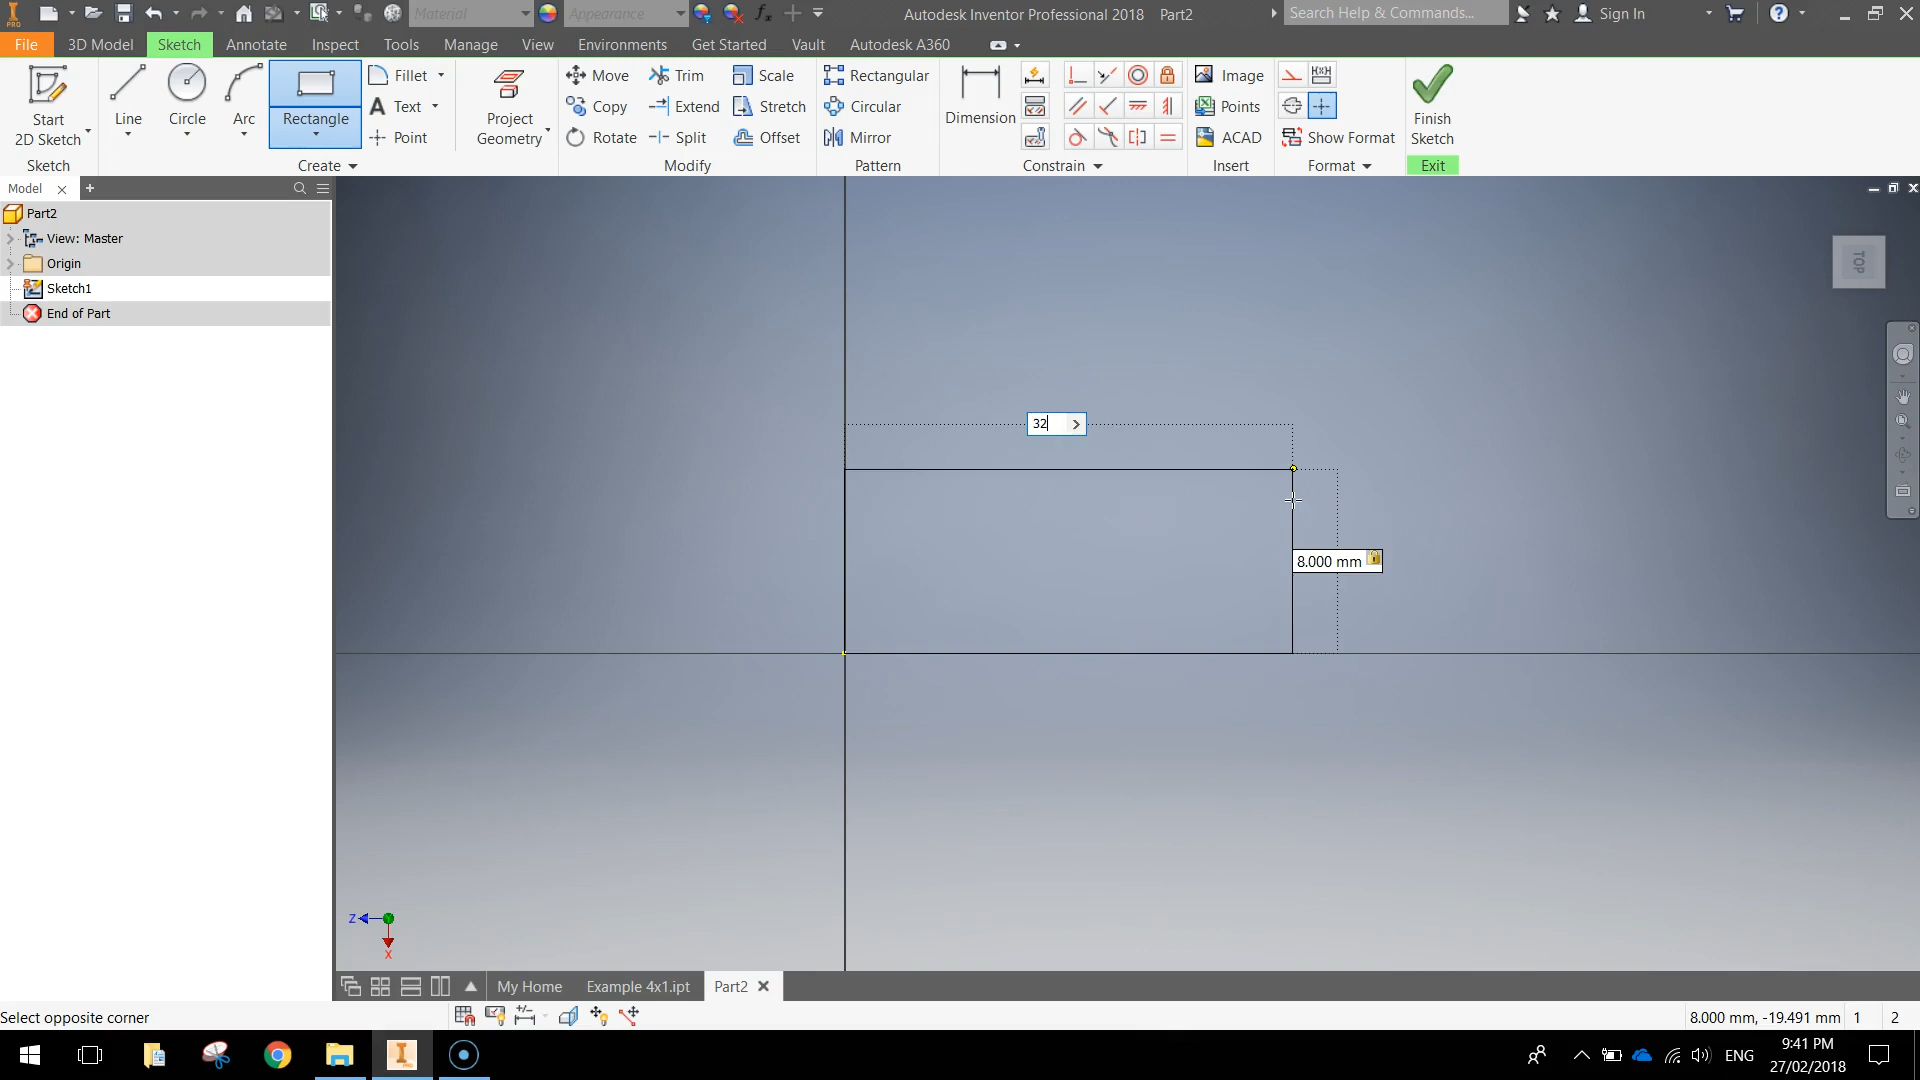 PRO
Material
Appearance
fx
Autodesk Inventor Professional 2018 Part2
Search Help & Commands...
Sign In
File
3D Model
Sketch
Annotate
Inspect
Tools
Manage
View
Environments
Get Started
Vault
Autodesk A360
Start
2D Sketch
Sketch
Line
Circle
Arc
Rectangle
Fillet
Text
Point
Create
Project
Geometry
Move
Copy
Rotate
Trim
Extend
Split
Scale
Stretch
Offset
Modify
Rectangular
Circular
Mirror
Pattern
Dimension
Constrain
Image
Points
ACAD
Insert
Show Format
Format
Finish
Sketch
Exit
Model
Part2
View: Master
Origin
Sketch1
End of Part
TOP
32
8.000 mm
Z
X
My Home
Example 4x1.ipt
Part2
Select opposite corner
8.000 mm, -19.491 mm 1 2
ENG
9:41 PM
27/02/2018